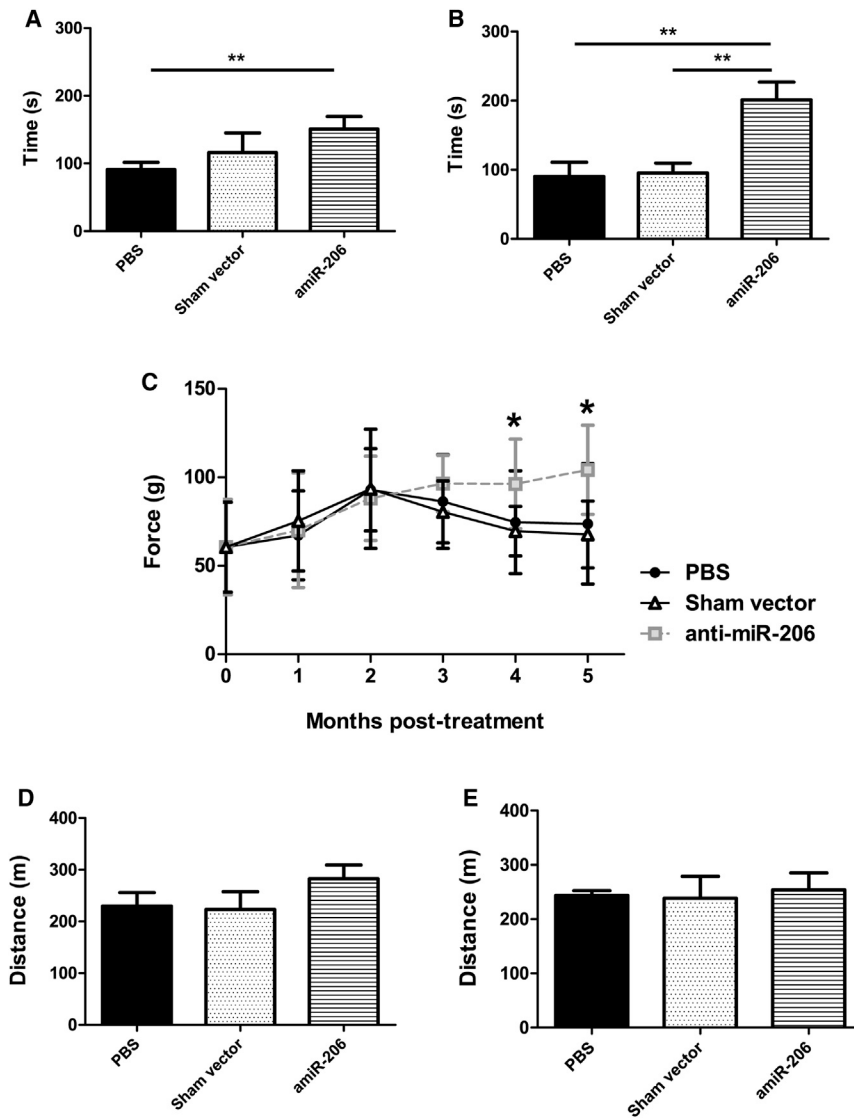 A
Time (s)
300
200
100
0
**
PBS
Sham vector
amiR-206
B
Time (s)
300
200
100
0
**
**
PBS
Sham vector
amiR-206
C
Force (g)
150
100
50
0
*
*
0 1 2 3 4 5
Months post-treatment
PBS
Sham vector
anti-miR-206
D
Distance (m)
400
300
200
100
0
PBS
Sham vector
amiR-206
E
Distance (m)
400
300
200
100
0
PBS
Sham vector
amiR-206